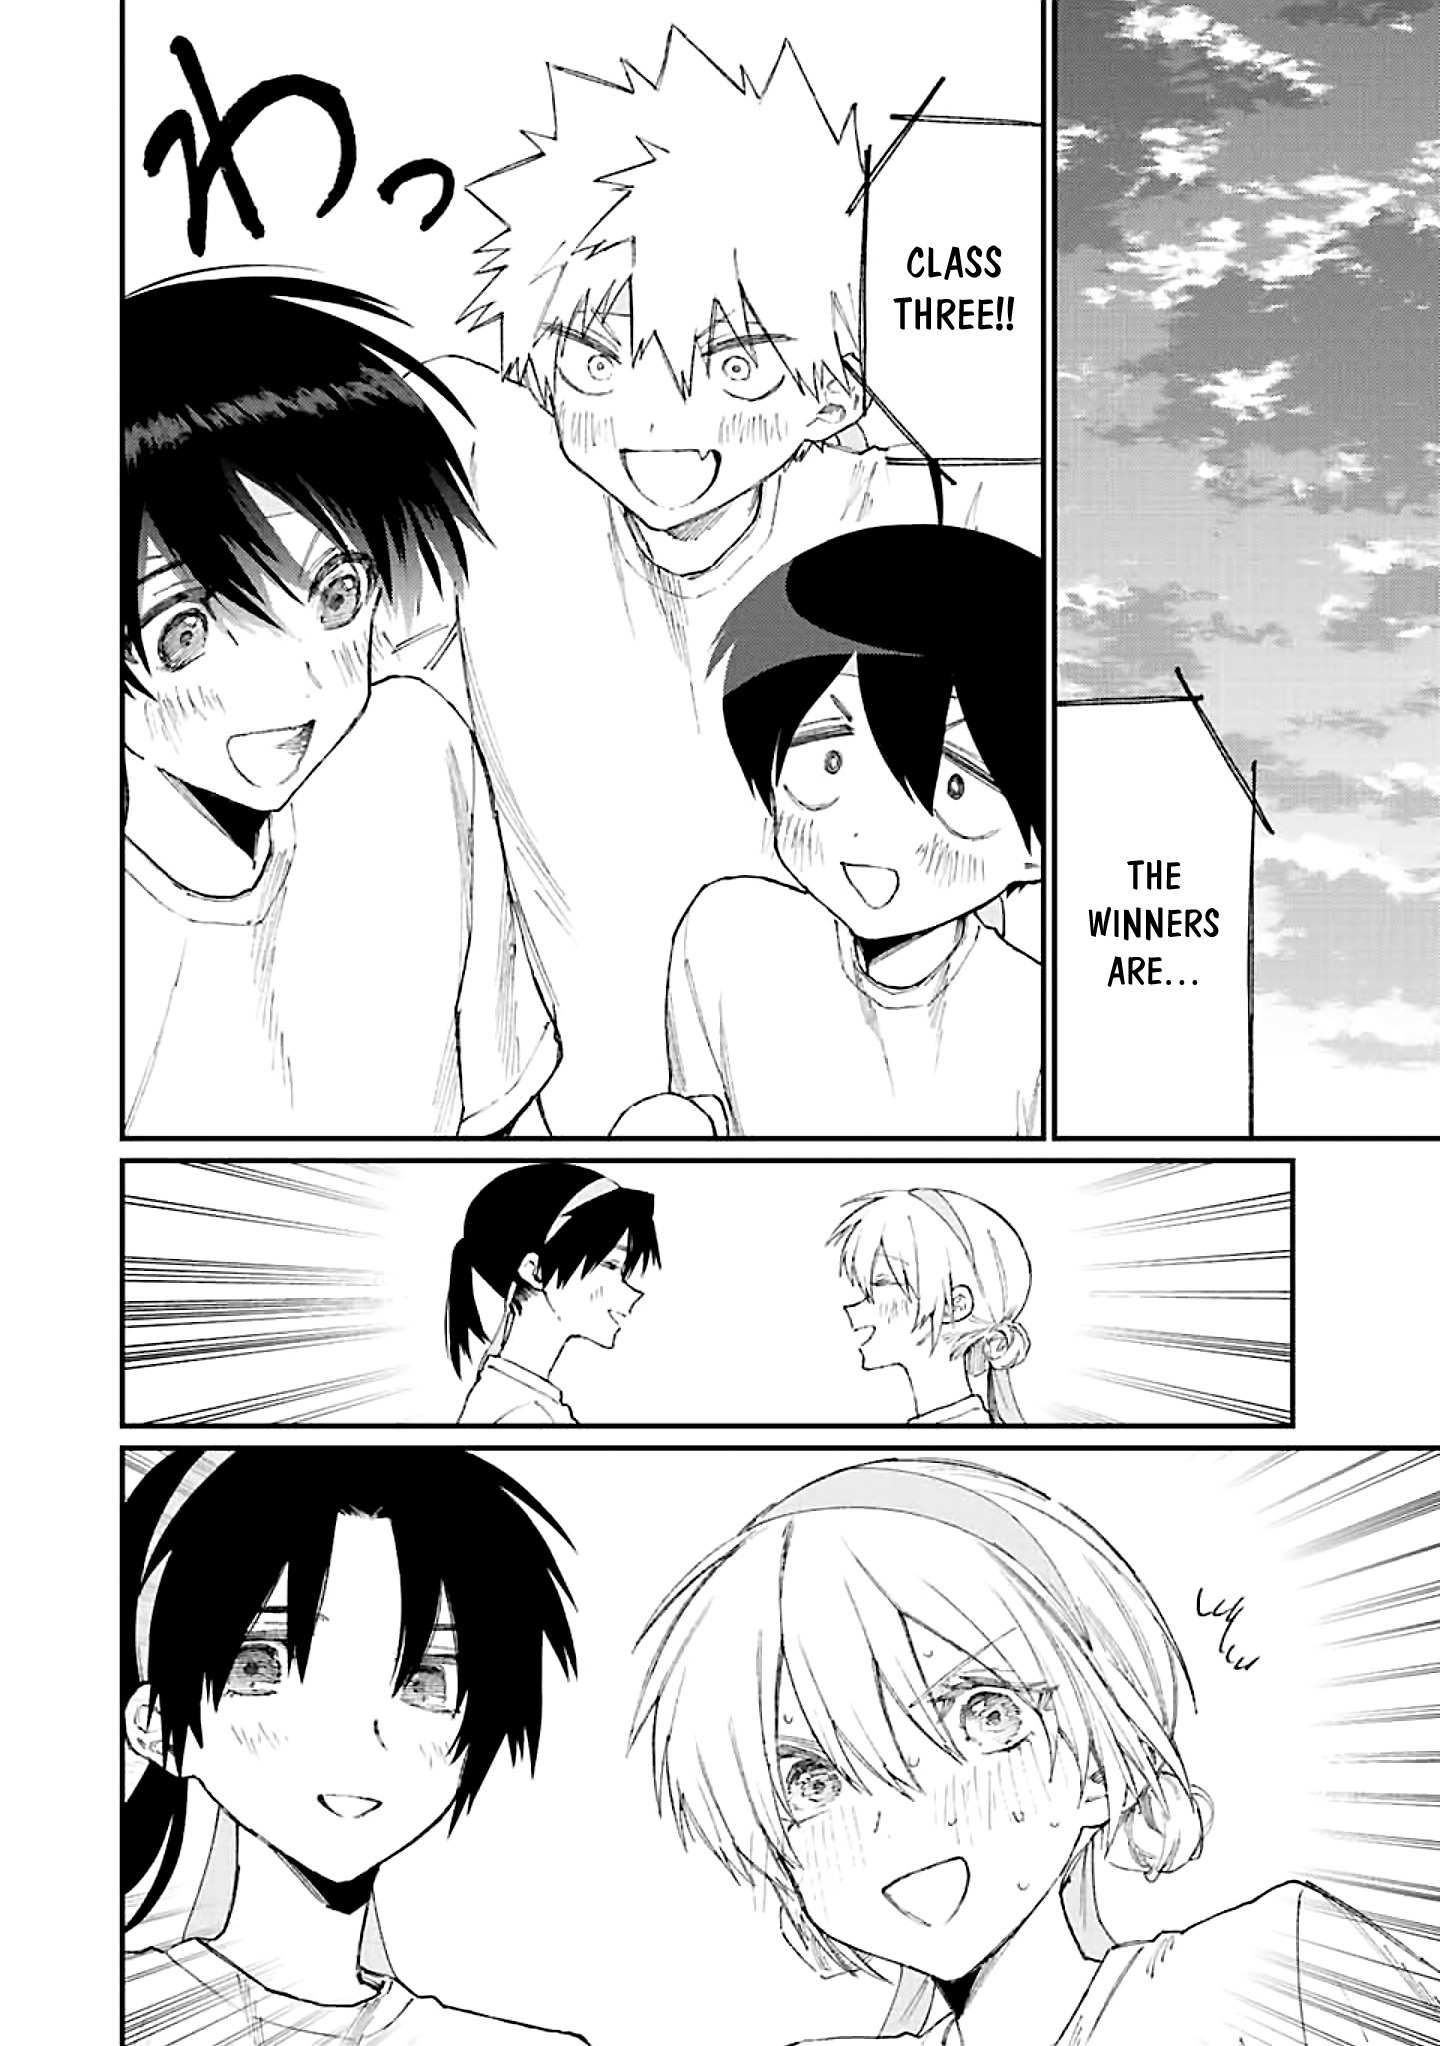 THE
WINNERS
ARE...
CLASS
THREE!!
わっ